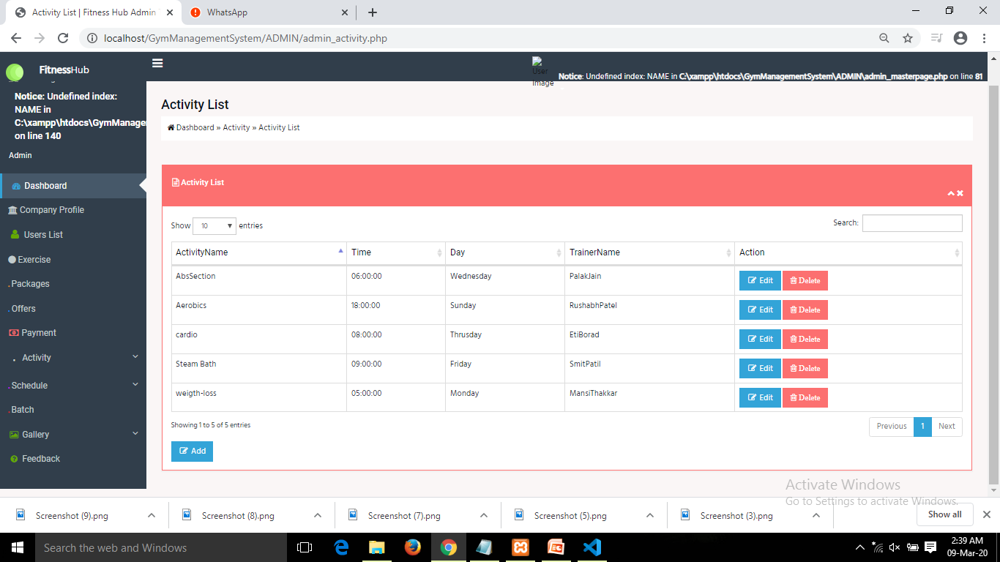 Activity List | Fitness Hub Admin
WhatsApp
localhost/GymManagementSystem/ADMIN/admin_activity.php
FitnessHub
User
Image
Notice: Undefined index: NAME in C:\xampp\htdocs\GymManagementSystem\ADMIN\admin_masterpage.php on line 81
Notice: Undefined index:
NAME in
C:\xampp\htdocs\GymManage
on line 140
Admin
Dashboard
Company Profile
Users List
Exercise
Packages
Offers
Payment
Activity
Schedule
Batch
Gallery
Feedback
Activity List
Dashboard » Activity » Activity List
Activity List
Show 10 entries
Search:
ActivityName Time Day TrainerName Action
AbsSection 06:00:00 Wednesday PalakJain Edit Delete
Aerobics 18:00:00 Sunday RushabhPatel Edit Delete
cardio 08:00:00 Thrusday EtiBorad Edit Delete
Steam Bath 09:00:00 Friday SmitPatil Edit Delete
weigth-loss 05:00:00 Monday MansiThakkar Edit Delete
Showing 1 to 5 of 5 entries
Previous 1 Next
Add
Activate Windows
Go to Settings to activate Windows.
Screenshot (9).png
Screenshot (8).png
Screenshot (7).png
Screenshot (5).png
Screenshot (3).png
Show all
Search the web and Windows
2:39 AM
09-Mar-20